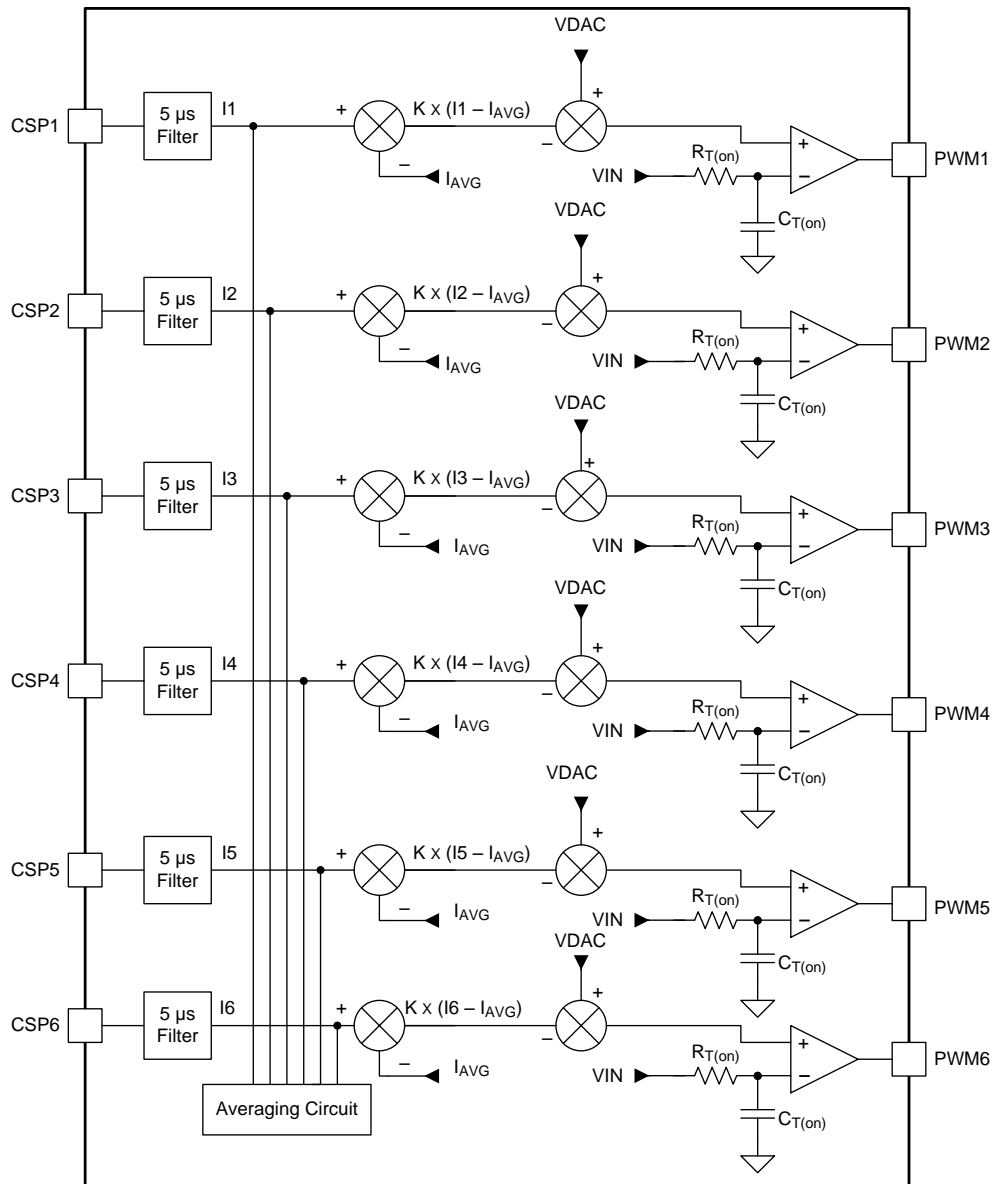 VDAC
CSP1
5 µs
Filter
I1
+
K X (I1 – IAVG)
+
–
–
IAVG
VIN
RT(on)
+
–
CT(on)
PWM1
VDAC
CSP2
5 µs
Filter
I2
+
K X (I2 – IAVG)
+
–
–
IAVG
VIN
RT(on)
+
–
CT(on)
PWM2
VDAC
CSP3
5 µs
Filter
I3
+
K X (I3 – IAVG)
+
–
–
IAVG
VIN
RT(on)
+
–
CT(on)
PWM3
VDAC
CSP4
5 µs
Filter
I4
+
K X (I4 – IAVG)
+
–
–
IAVG
VIN
RT(on)
+
–
CT(on)
PWM4
VDAC
CSP5
5 µs
Filter
I5
+
K X (I5 – IAVG)
+
–
–
IAVG
VIN
RT(on)
+
–
CT(on)
PWM5
VDAC
CSP6
5 µs
Filter
I6
+
K X (I6 – IAVG)
+
–
–
IAVG
VIN
RT(on)
+
–
CT(on)
PWM6
Averaging Circuit